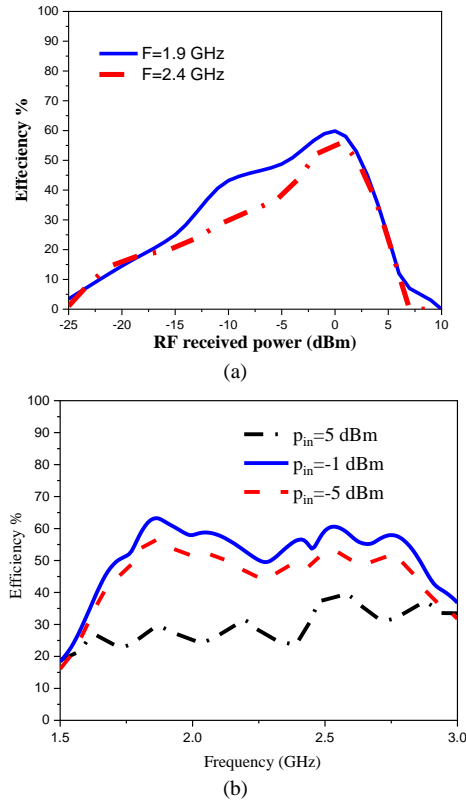 100
90
80
70
60
50
40
30
20
10
0
Effeciency %
F=1.9 GHz
F=2.4 GHz
-25 -20 -15 -10 -5 0 5 10
RF received power (dBm)
(a)
100
90
80
70
60
50
40
30
20
10
0
Efficiency %
p_in=5 dBm
p_in=-1 dBm
p_in=-5 dBm
1.5 2.0 2.5 3.0
Frequency (GHz)
(b)